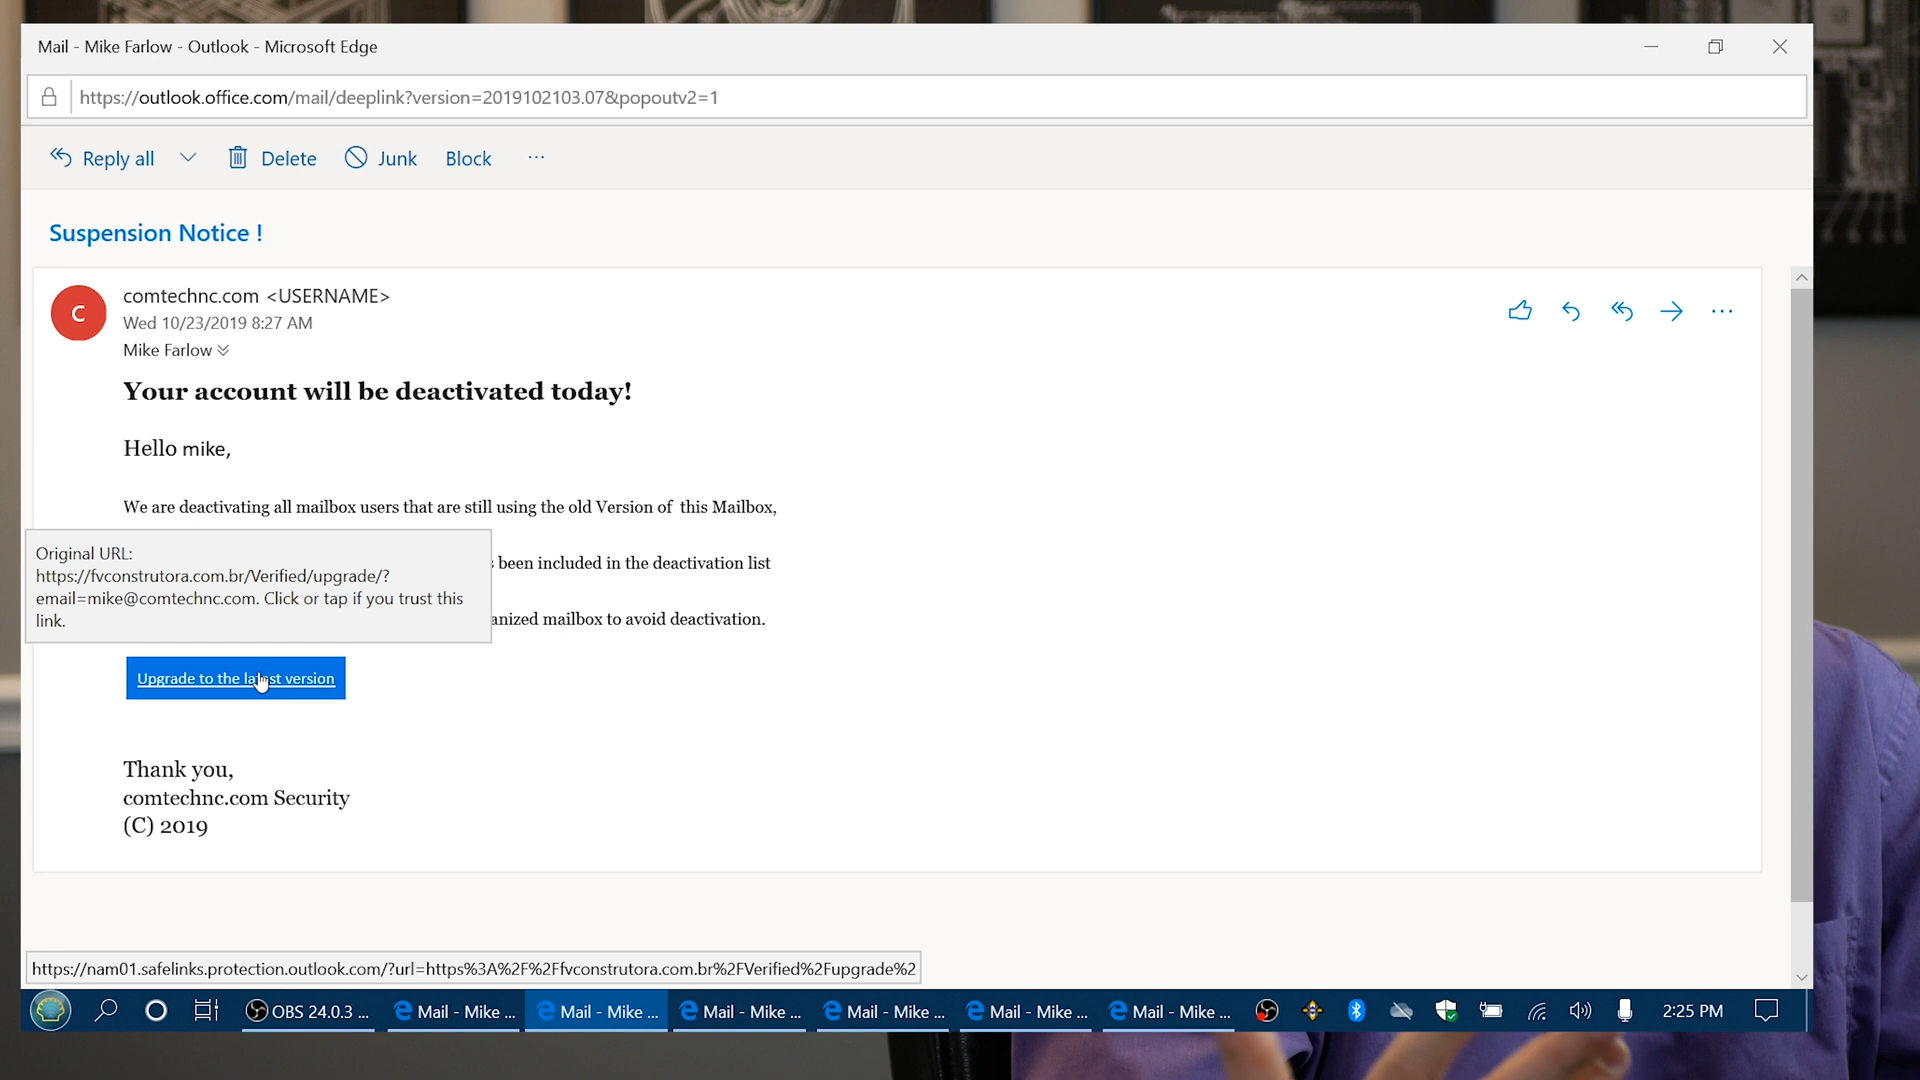 Mail - Mike Farlow - Outlook - Microsoft Edge
https://outlook.office.com/mail/deeplink?version=2019102103.07&popoutv2=1
Reply all Delete Junk Block ...
Suspension Notice !
C
comtechnc.com <USERNAME>
Wed 10/23/2019 8:27 AM
Mike Farlow
Your account will be deactivated today!
Hello mike,
We are deactivating all mailbox users that are still using the old Version of this Mailbox,
been included in the deactivation list
anized mailbox to avoid deactivation.
Original URL:
https://fvconstrutora.com.br/Verified/upgrade/?
email=mike@comtechnc.com. Click or tap if you trust this
link.
Upgrade to the latest version
Thank you,
comtechnc.com Security
(C) 2019
https://nam01.safelinks.protection.outlook.com/?url=https%3A%2F%2Ffvconstrutora.com.br%2FVerified%2Fupgrade%2
OBS 24.0.3 ... Mail - Mike ... Mail - Mike ... Mail - Mike ... Mail - Mike ... Mail - Mike ... Mail - Mike ... 2:25 PM